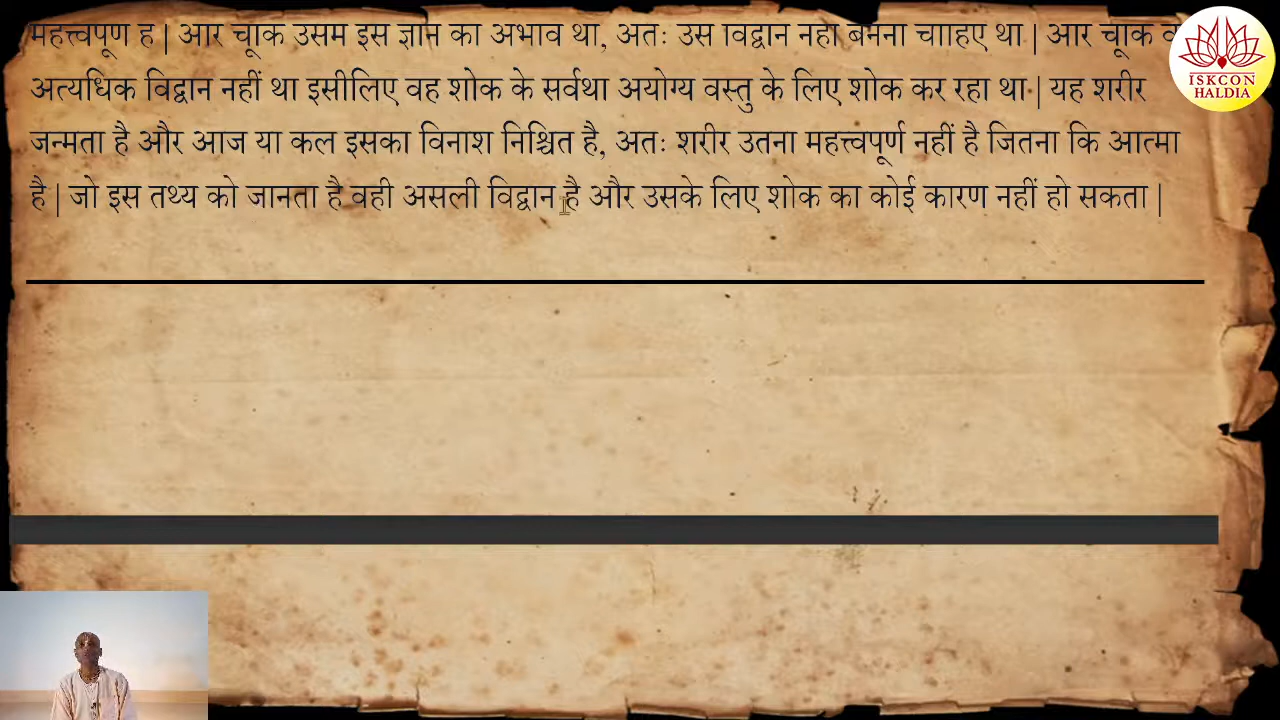 महत्त्वपूर्ण है | और चूँकि उसमें इस ज्ञान का अभाव था, अतः उसे विद्वान नहीं बनना चाहिए था | और चूँकि
अत्यधिक विद्वान नहीं था इसीलिए वह शोक के सर्वथा अयोग्य वस्तु के लिए शोक कर रहा था | यह शरीर
जन्मता है और आज या कल इसका विनाश निश्चित है, अतः शरीर उतना महत्त्वपूर्ण नहीं है जितना कि आत्मा
है | जो इस तथ्य को जानता है वही असली विद्वान है और उसके लिए शोक का कोई कारण नहीं हो सकता |
ISKCON
HALDIA